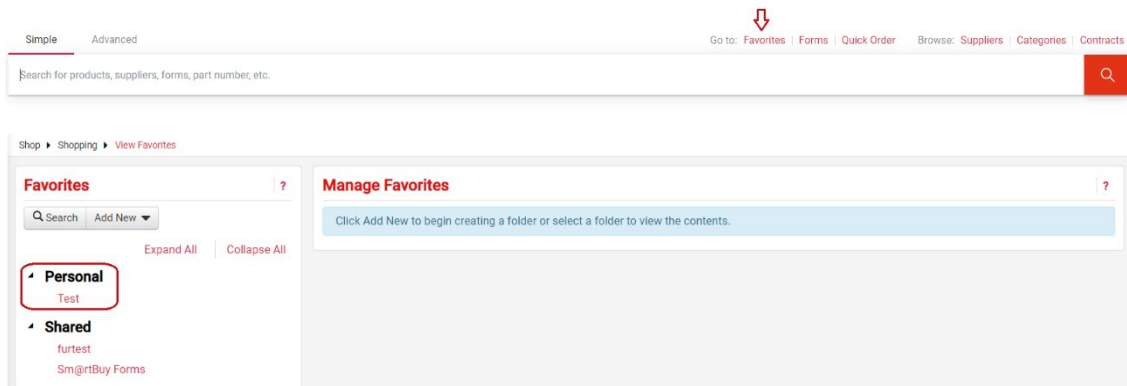 Simple Advanced Go to: Favorites | Forms | Quick Order Browse: Suppliers | Categories | Contracts
Search for products, suppliers, forms, part number, etc.
Shop Shopping View Favorites
Favorites ?
Search Add New
Expand All Collapse All
Personal
Test
Shared
furtest
Sm@rtBuy Forms
Manage Favorites ?
Click Add New to begin creating a folder or select a folder to view the contents.